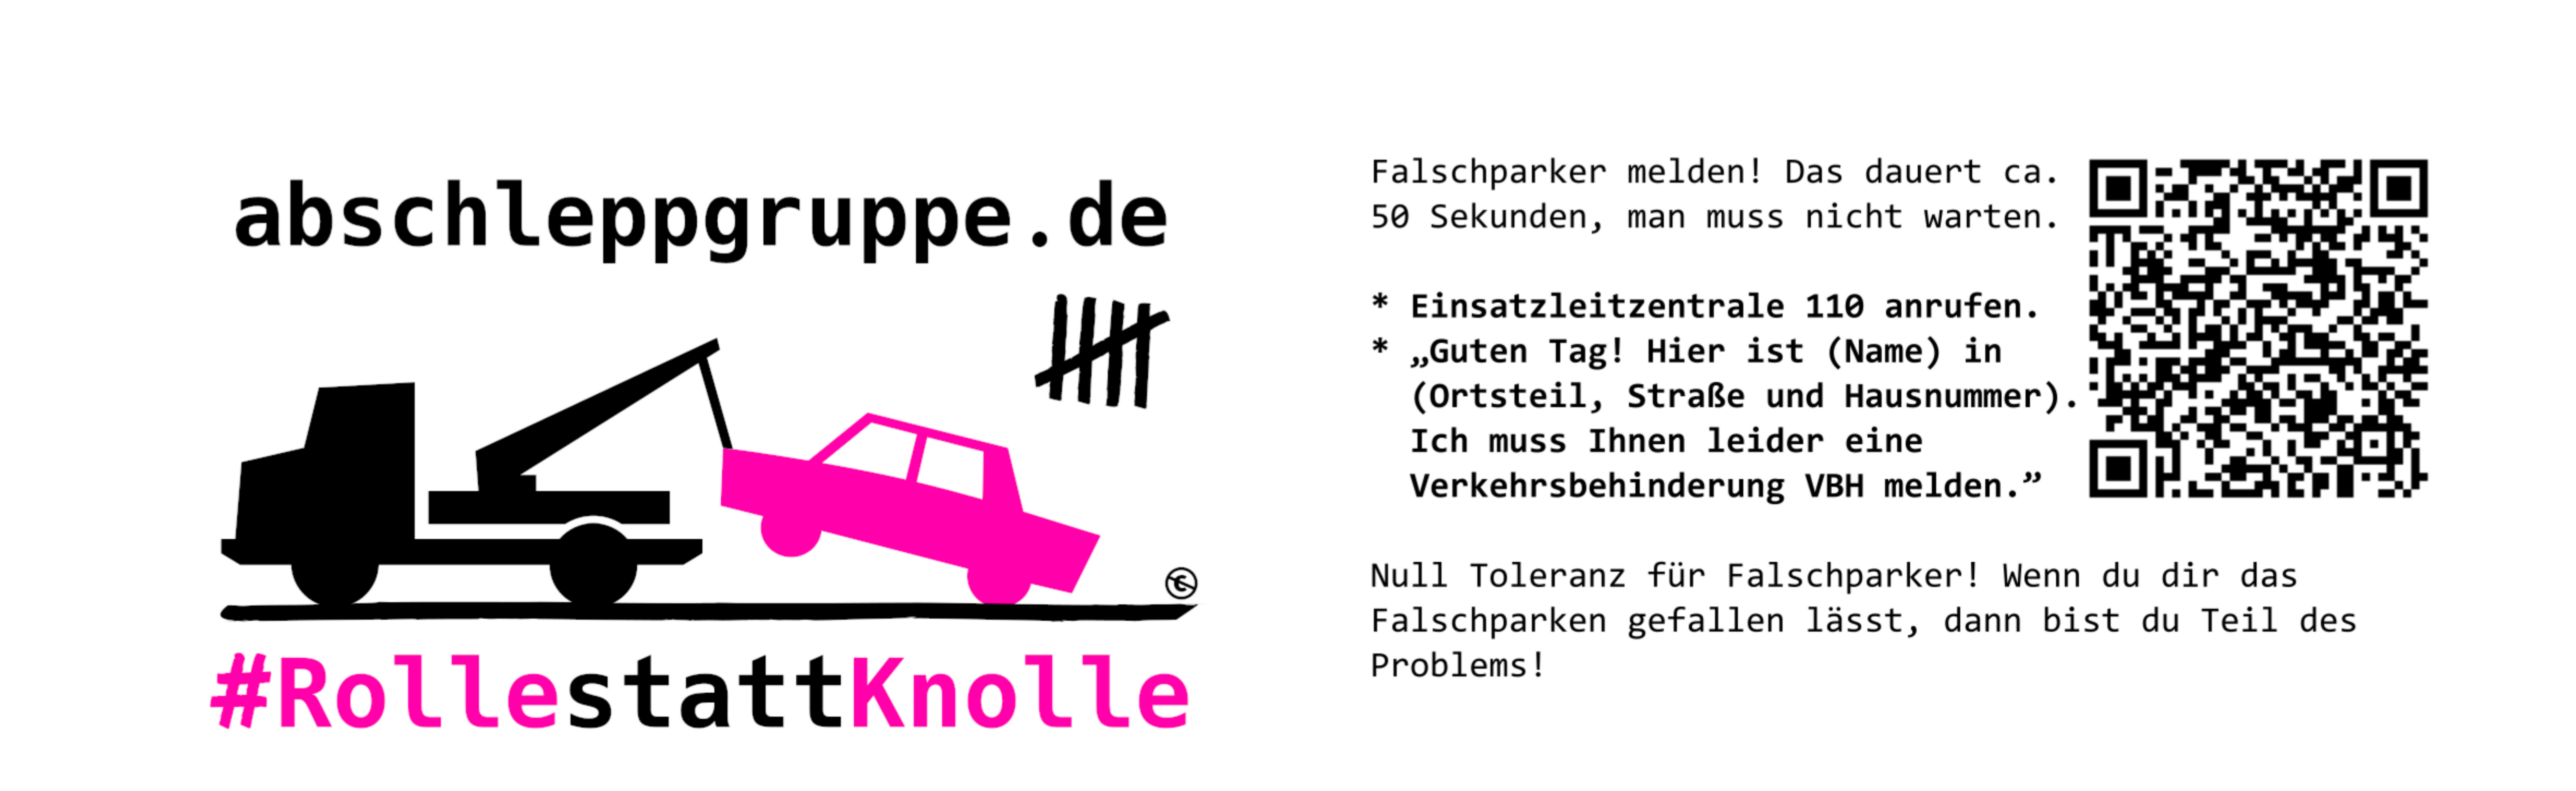 abschleppgruppe.de
#RollestattKnolle
Falschparker melden! Das dauert ca.
50 Sekunden, man muss nicht warten.
* Einsatzleitzentrale 110 anrufen.
* „Guten Tag! Hier ist (Name) in
(Ortsteil, Straße und Hausnummer).
Ich muss Ihnen leider eine
Verkehrsbehinderung VBH melden.”
Null Toleranz für Falschparker! Wenn du dir das
Falschparken gefallen lässt, dann bist du Teil des
Problems!